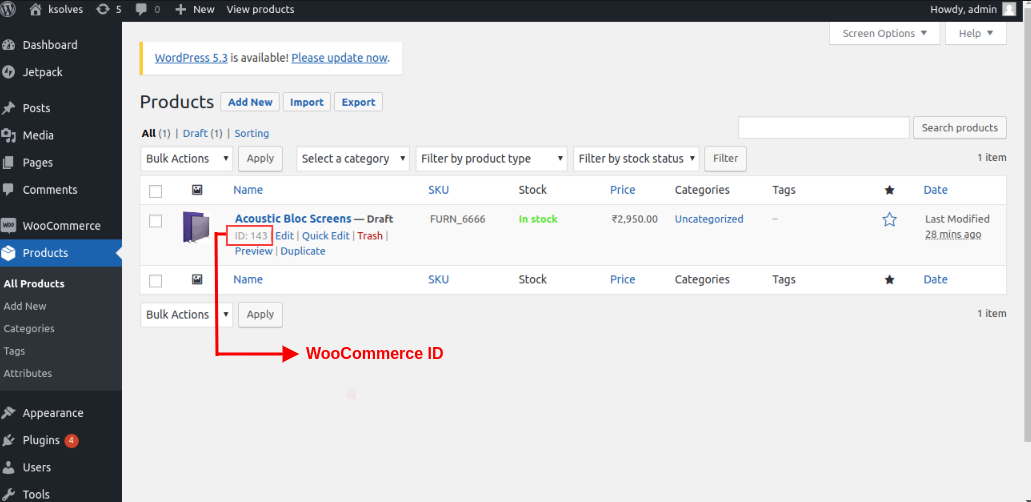 ksolves 5 0 New View products Howdy, admin
Screen Options ▼ Help ▼
Dashboard
Jetpack
Posts
Media
Pages
Comments
WooCommerce
Products
All Products
Add New
Categories
Tags
Attributes
Appearance
Plugins 4
Users
Tools
WordPress 5.3 is available! Please update now.
Products Add New Import Export
All (1) | Draft (1) | Sorting
Search products
Bulk Actions ▼ Apply Select a category ▼ Filter by product type ▼ Filter by stock status ▼ Filter 1 item
Name SKU Stock Price Categories Tags ★ Date
Acoustic Bloc Screens — Draft FURN_6666 In stock ₹2,950.00 Uncategorized – Last Modified
ID: 143 Edit | Quick Edit | Trash | 28 mins ago
Preview | Duplicate
Name SKU Stock Price Categories Tags ★ Date
Bulk Actions ▼ Apply 1 item
WooCommerce ID